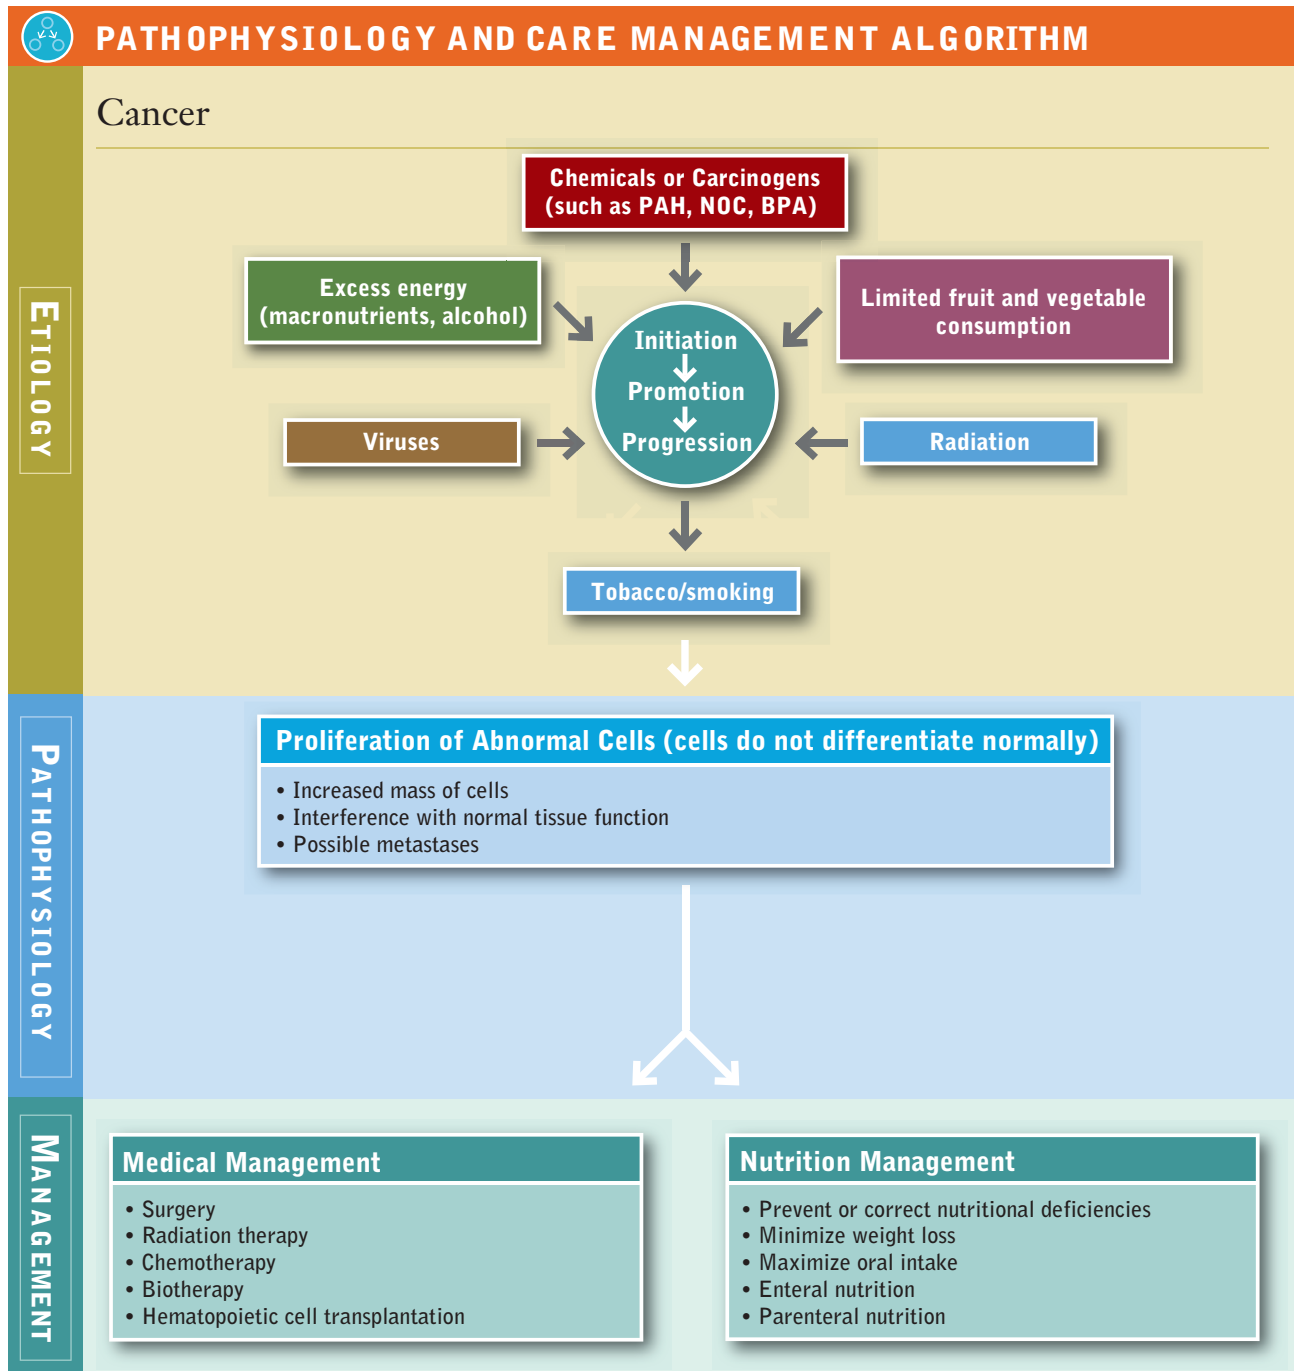 PATHOPHYSIOLOGY AND CARE MANAGEMENT ALGORITHM
Cancer
ETIOLOGY
Chemicals or Carcinogens
(such as PAH, NOC, BPA)
Excess energy
(macronutrients, alcohol)
Limited fruit and vegetable
consumption
Initiation
Promotion
Progression
Viruses
Radiation
Tobacco/smoking
PATHOPHYSIOLOGY
Proliferation of Abnormal Cells (cells do not differentiate normally)
• Increased mass of cells
• Interference with normal tissue function
• Possible metastases
MANAGEMENT
Medical Management
• Surgery
• Radiation therapy
• Chemotherapy
• Biotherapy
• Hematopoietic cell transplantation
Nutrition Management
• Prevent or correct nutritional deficiencies
• Minimize weight loss
• Maximize oral intake
• Enteral nutrition
• Parenteral nutrition